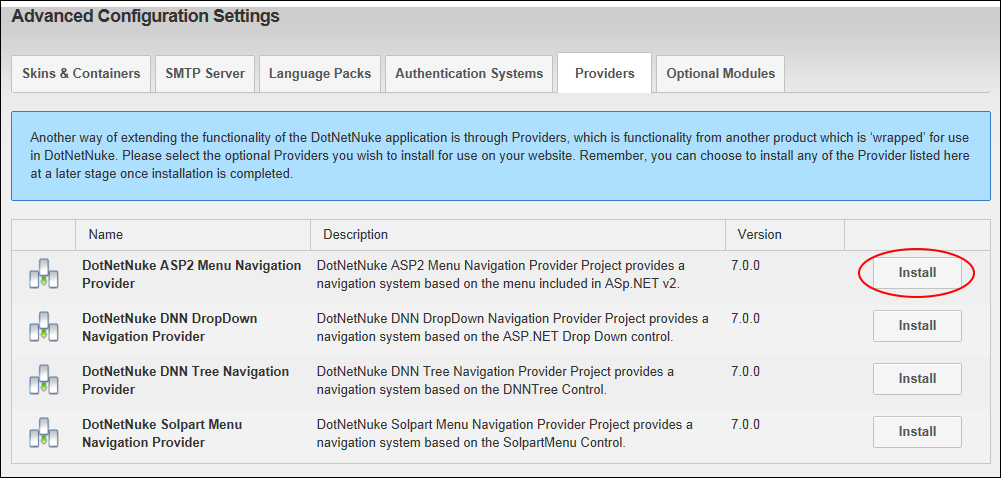 Advanced Configuration Settings
Skins & Containers SMTP Server Language Packs Authentication Systems Providers Optional Modules
Another way of extending the functionality of the DotNetNuke application is through Providers, which is functionality from another product which is ‘wrapped’ for use
in DotNetNuke. Please select the optional Providers you wish to install for use on your website. Remember, you can choose to install any of the Provider listed here
at a later stage once installation is completed.
Name Description Version
DotNetNuke ASP2 Menu Navigation DotNetNuke ASP2 Menu Navigation Provider Project provides a 7.0.0 Install
Provider navigation system based on the menu included in ASp.NET v2.
DotNetNuke DNN DropDown DotNetNuke DNN DropDown Navigation Provider Project provides a 7.0.0 Install
Navigation Provider navigation system based on the ASP.NET Drop Down control.
DotNetNuke DNN Tree Navigation DotNetNuke DNN Tree Navigation Provider Project provides a 7.0.0 Install
Provider navigation system based on the DNNTree Control.
DotNetNuke Solpart Menu DotNetNuke Solpart Menu Navigation Provider Project provides a 7.0.0 Install
Navigation Provider navigation system based on the SolpartMenu Control.